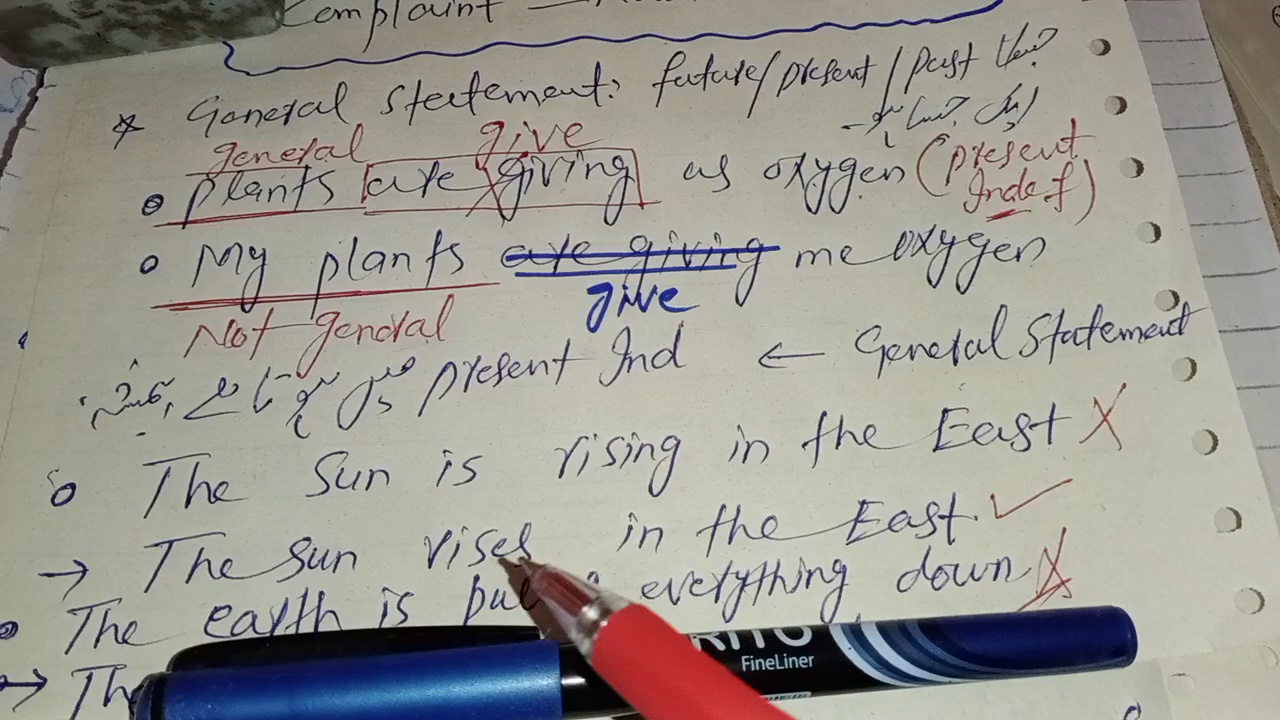 Complaint
* General Statement: future/present/past
general give
• plants are giving us oxygen (present Indef)
• My plants are giving me oxygen
give
Not general
present Ind ← General Statement
• The Sun is rising in the East X
→ The Sun rises in the East. ✓
• The earth is everything down X
→ The
FineLiner